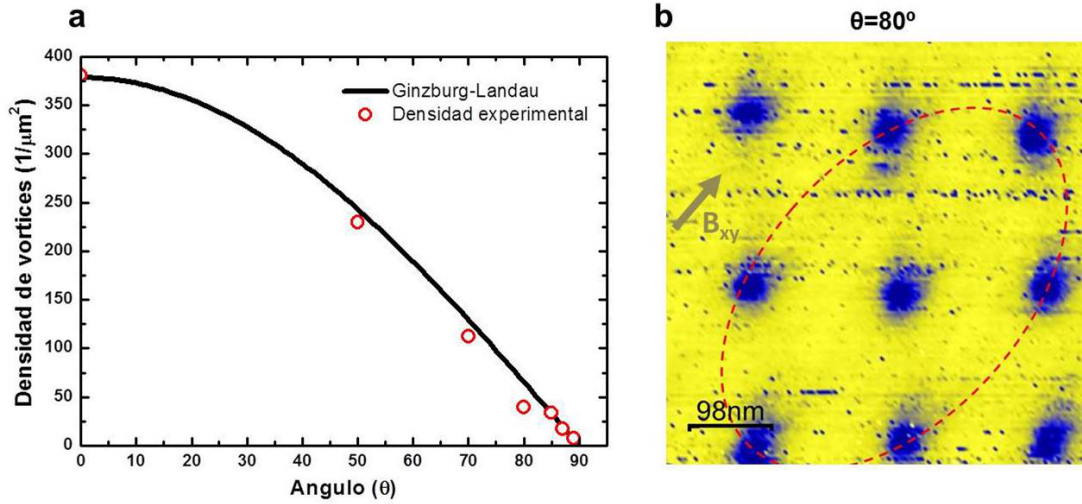 a
Densidad de vortices (1/μm²)
400
350
300
250
200
150
100
50
0
0 10 20 30 40 50 60 70 80 90
Angulo (θ)
Ginzburg-Landau
Densidad experimental
b
θ=80º
Bxy
98nm